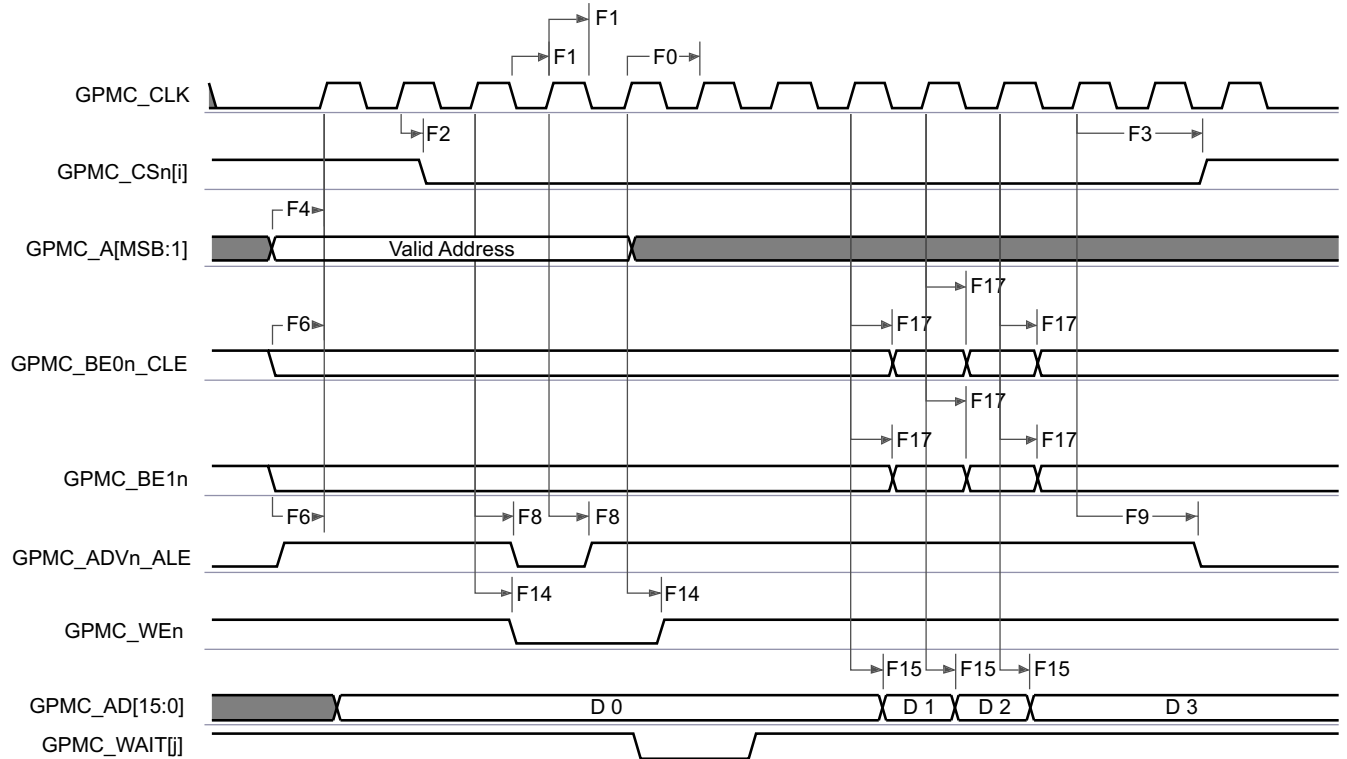 F1
F1
F0
GPMC_CLK
F2
F3
GPMC_CSn[i]
F4
GPMC_A[MSB:1]
Valid Address
F17
F6
F17
F17
GPMC_BE0n_CLE
F17
F17
F17
GPMC_BE1n
F6
F8
F8
F9
GPMC_ADVn_ALE
F14
F14
GPMC_WEn
F15
F15
F15
GPMC_AD[15:0]
D 0
D 1
D 2
D 3
GPMC_WAIT[j]